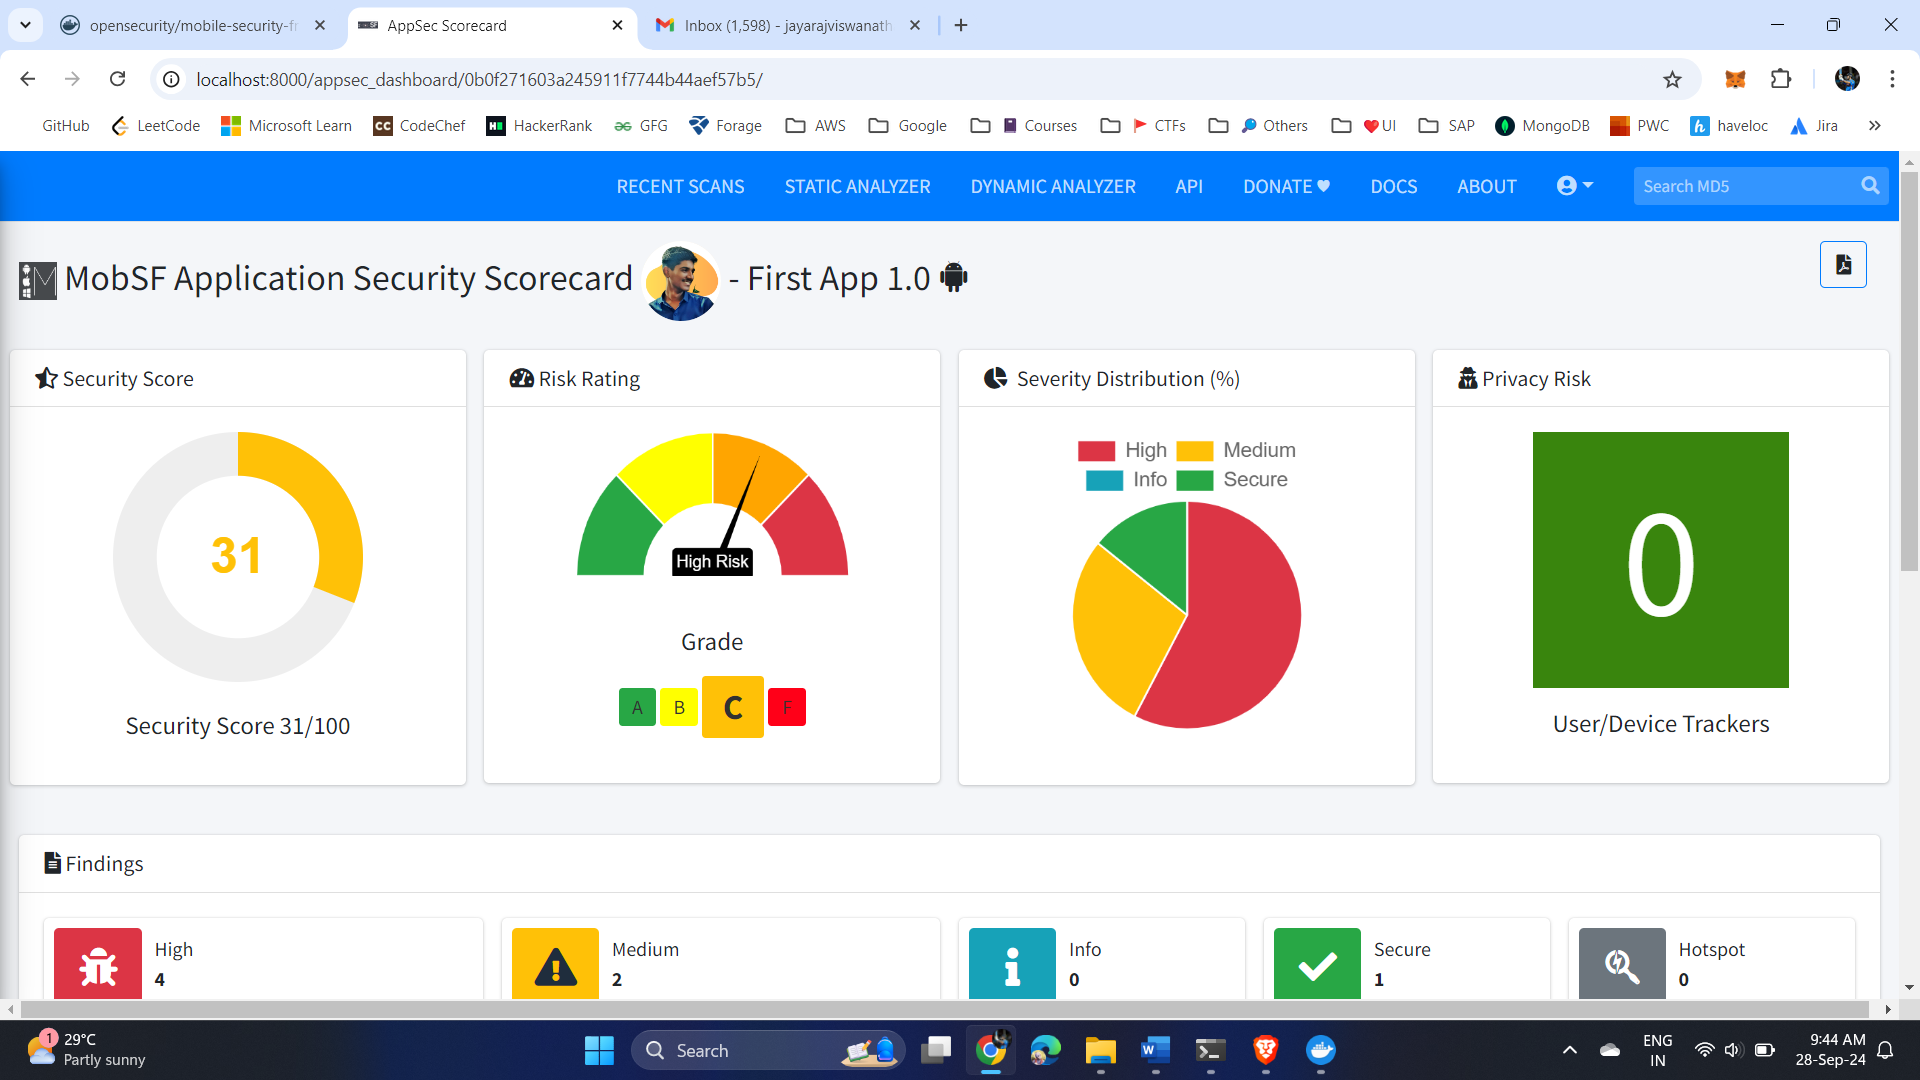 opensecurity/mobile-security-fr
AppSec Scorecard
Inbox (1,598) - jayarajviswanath
localhost:8000/appsec_dashboard/0b0f271603a245911f7744b44aef57b5/
GitHub LeetCode Microsoft Learn CodeChef HackerRank GFG Forage AWS Google Courses CTFs Others UI SAP MongoDB PWC haveloc Jira
RECENT SCANS STATIC ANALYZER DYNAMIC ANALYZER API DONATE DOCS ABOUT Search MD5
MobSF Application Security Scorecard - First App 1.0
Security Score
31
Security Score 31/100
Risk Rating
High Risk
Grade
A B C F
Severity Distribution (%)
High Medium
Info Secure
Privacy Risk
0
User/Device Trackers
Findings
High
4
Medium
2
Info
0
Secure
1
Hotspot
0
1
29°C
Partly sunny
Search
ENG
IN
9:44 AM
28-Sep-24